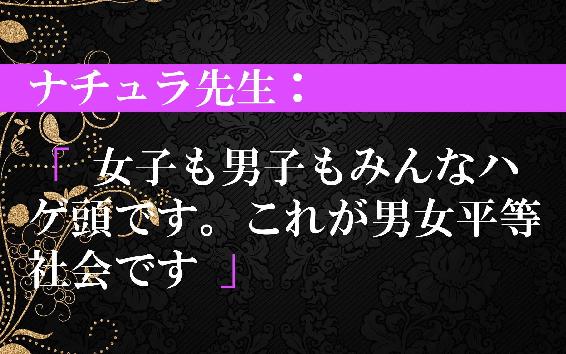 ナチュラ先生：
「 女子も男子もみんなハ
ゲ頭です。これが男女平等
社会です 」